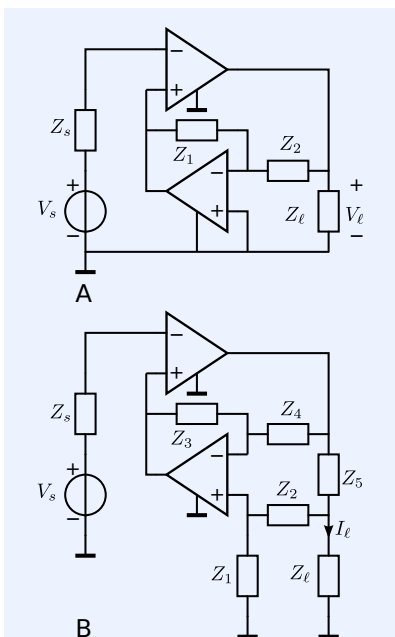 −
+
Z_s
Z_1
Z_2
−
+
+
V_s
−
Z_ℓ
+
V_ℓ
−
A
−
+
Z_s
Z_3
Z_4
−
+
V_s
−
+
Z_5
Z_2
I_ℓ
Z_1
Z_ℓ
B